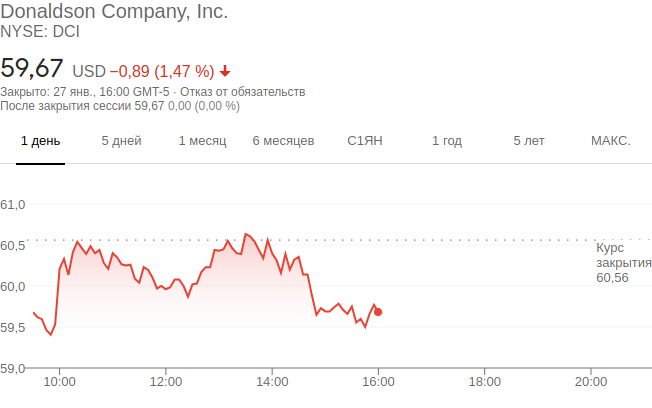 Donaldson Company, Inc.
NYSE: DCI
59,67 USD −0,89 (1,47 %)
Закрыто: 27 янв., 16:00 GMT-5 · Отказ от обязательств
После закрытия сессии 59,67 0,00 (0,00 %)
1 день 5 дней 1 месяц 6 месяцев С1ЯН 1 год 5 лет МАКС.
61,0
60,5
Курс
закрытия
60,56
60,0
59,5
59,0
10:00 12:00 14:00 16:00 18:00 20:00